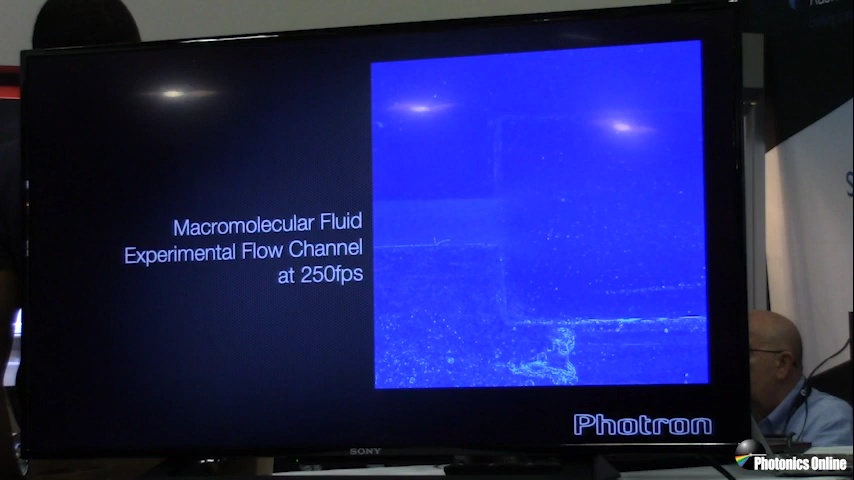 Macromolecular Fluid
Experimental Flow Channel
at 250fps
Photron
SONY
Photonics Online